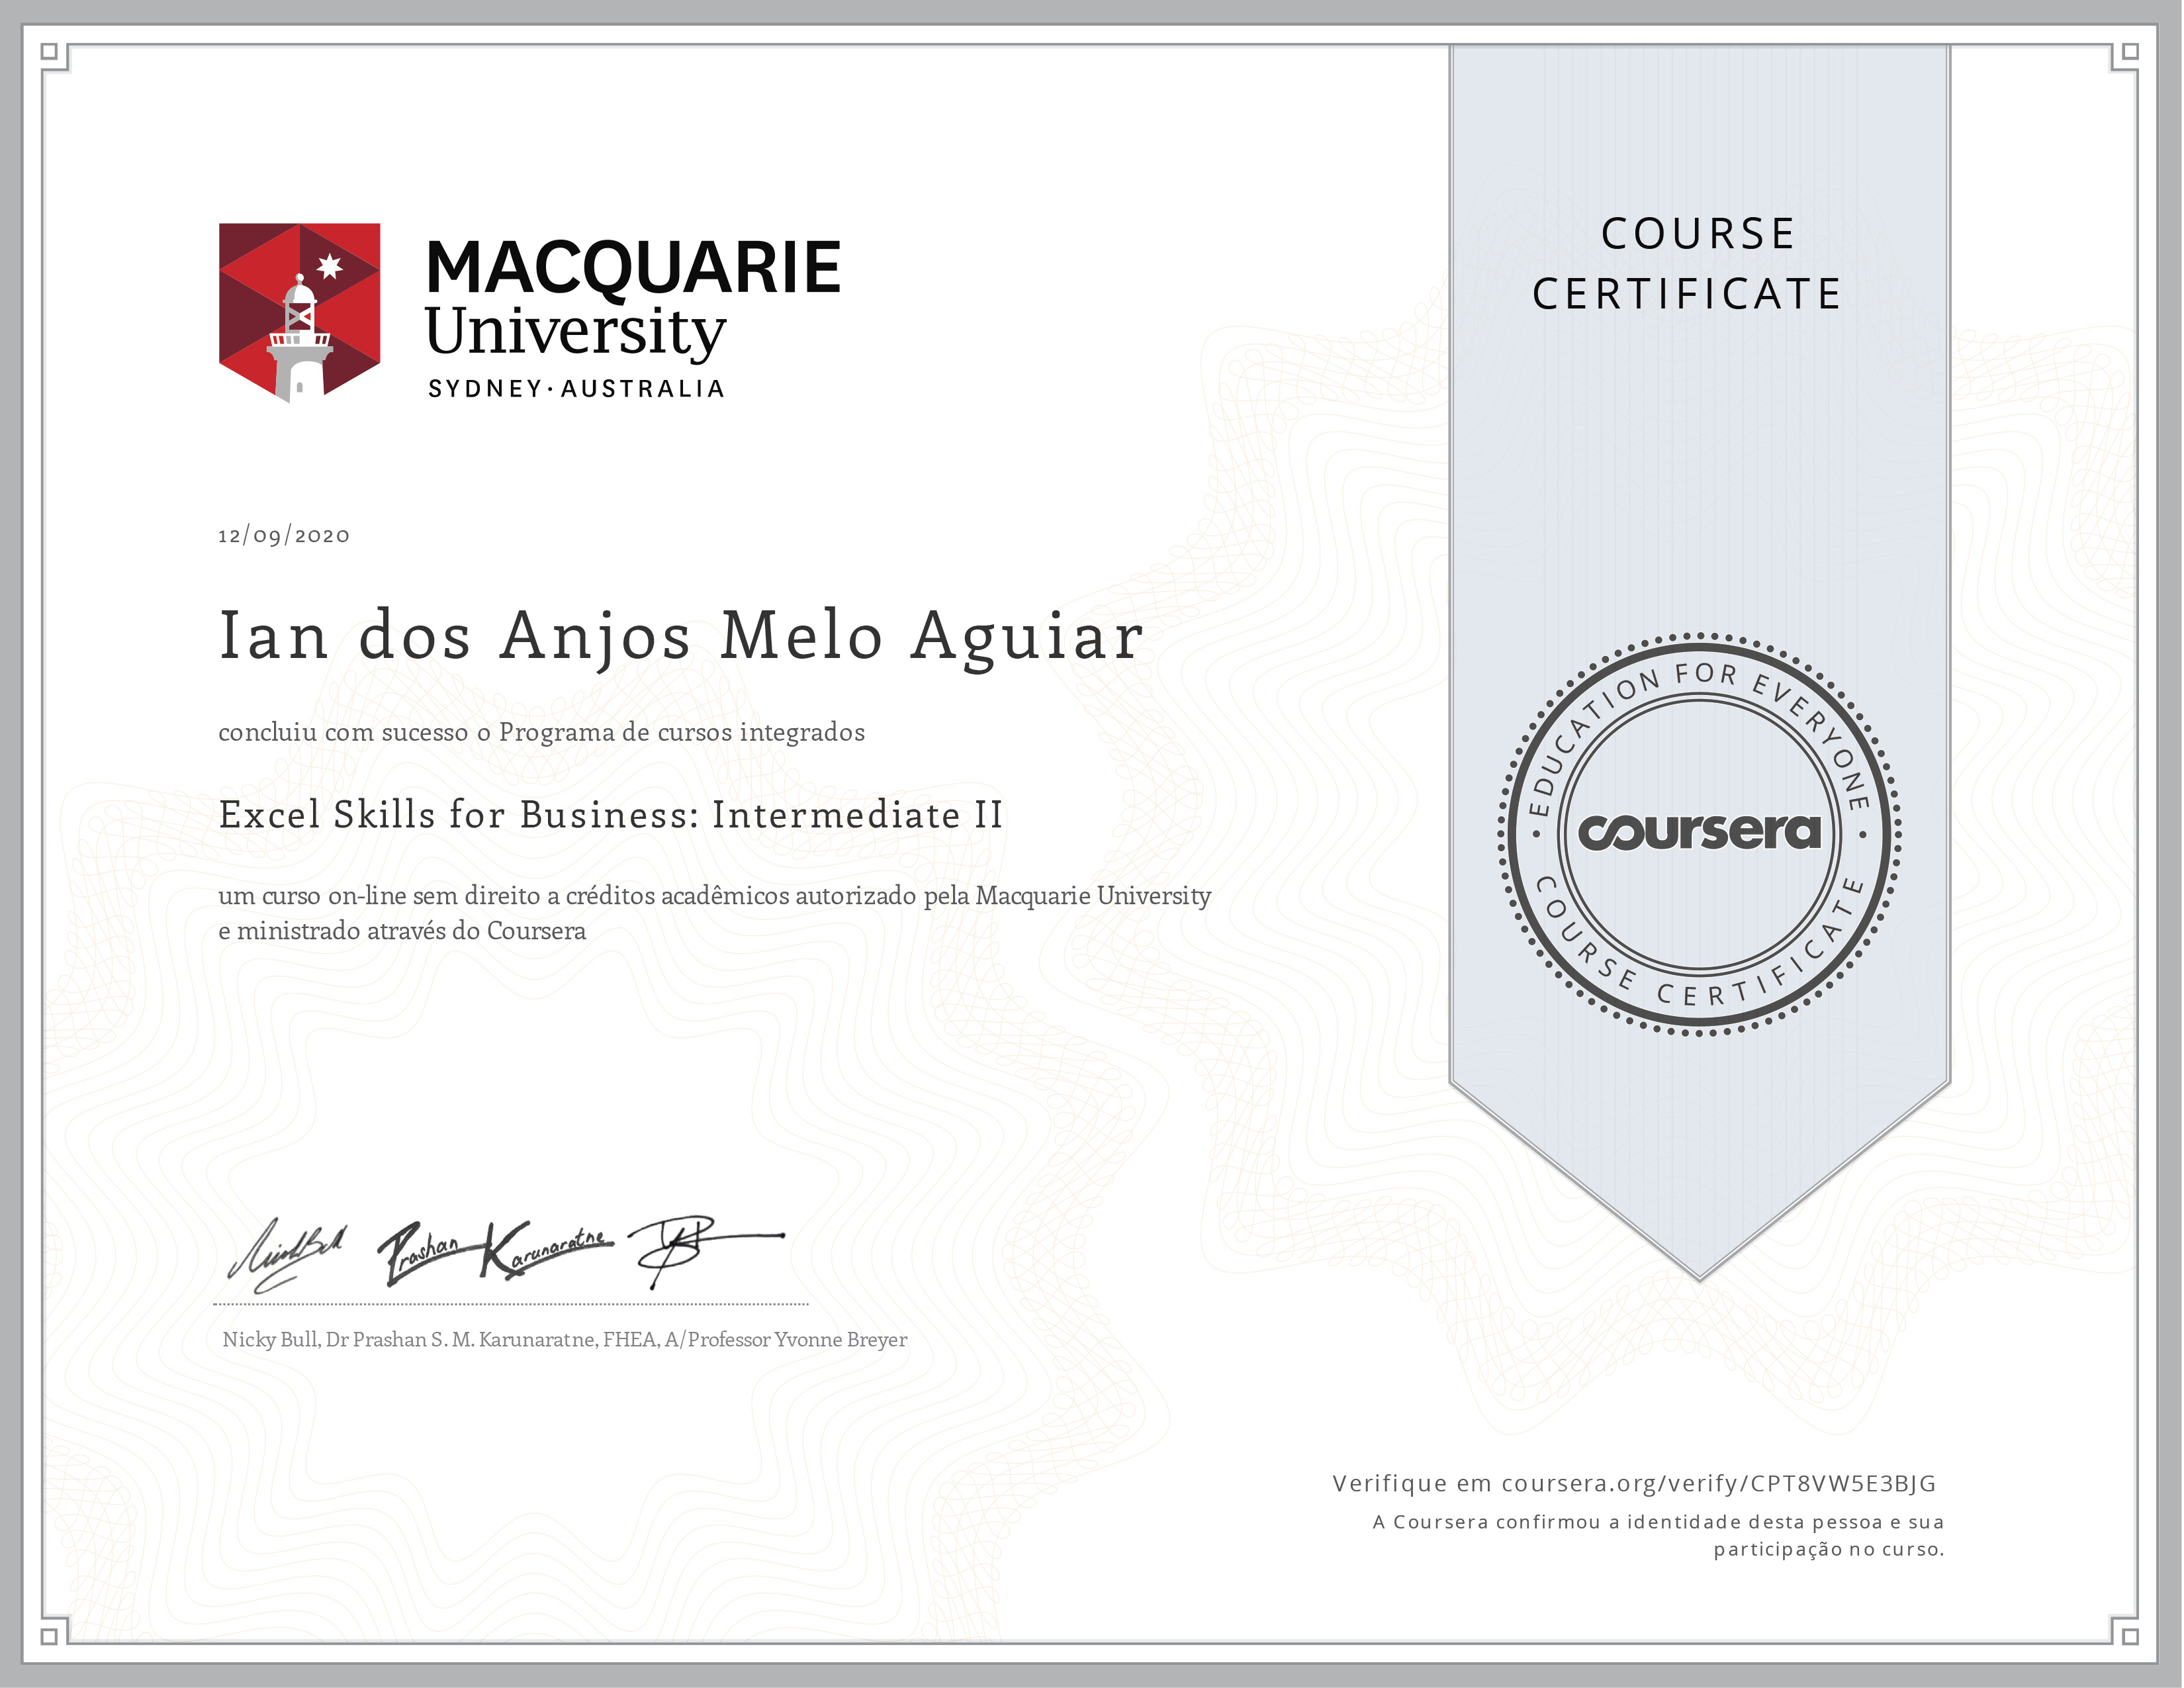 MACQUARIE
University
SYDNEY·AUSTRALIA
COURSE
CERTIFICATE
12/09/2020
Ian dos Anjos Melo Aguiar
concluiu com sucesso o Programa de cursos integrados
Excel Skills for Business: Intermediate II
um curso on-line sem direito a créditos acadêmicos autorizado pela Macquarie University
e ministrado através do Coursera
EDUCATION FOR EVERYONE
coursera
COURSE CERTIFICATE
Prashan Karunaratne
Nicky Bull, Dr Prashan S. M. Karunaratne, FHEA, A/Professor Yvonne Breyer
Verifique em coursera.org/verify/CPT8VW5E3BJG
A Coursera confirmou a identidade desta pessoa e sua
participação no curso.